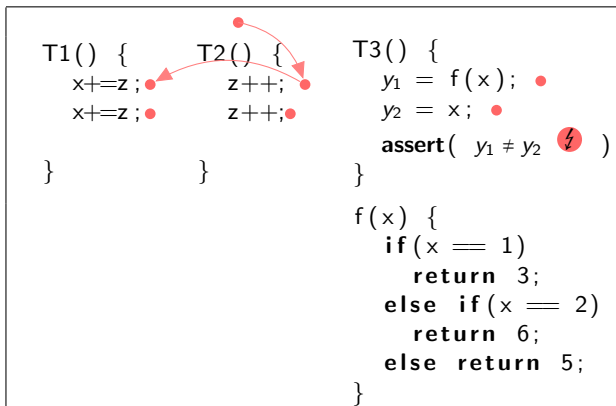 T1() { T2() { T3() {
x+=z; z++; y₁ = f(x);
x+=z; z++; y₂ = x;
assert( y₁ ≠ y₂ )
} } }
f(x) {
if(x == 1)
return 3;
else if(x == 2)
return 6;
else return 5;
}